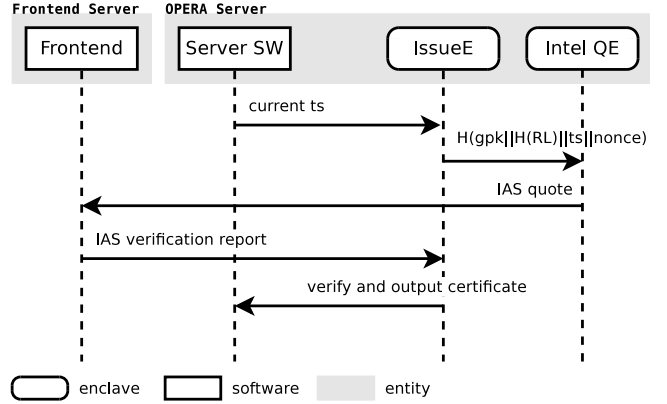 Frontend Server
OPERA Server
Frontend
Server SW
IssueE
Intel QE
current ts
H(gpk||H(RL)||ts||nonce)
IAS quote
IAS verification report
verify and output certificate
enclave
software
entity